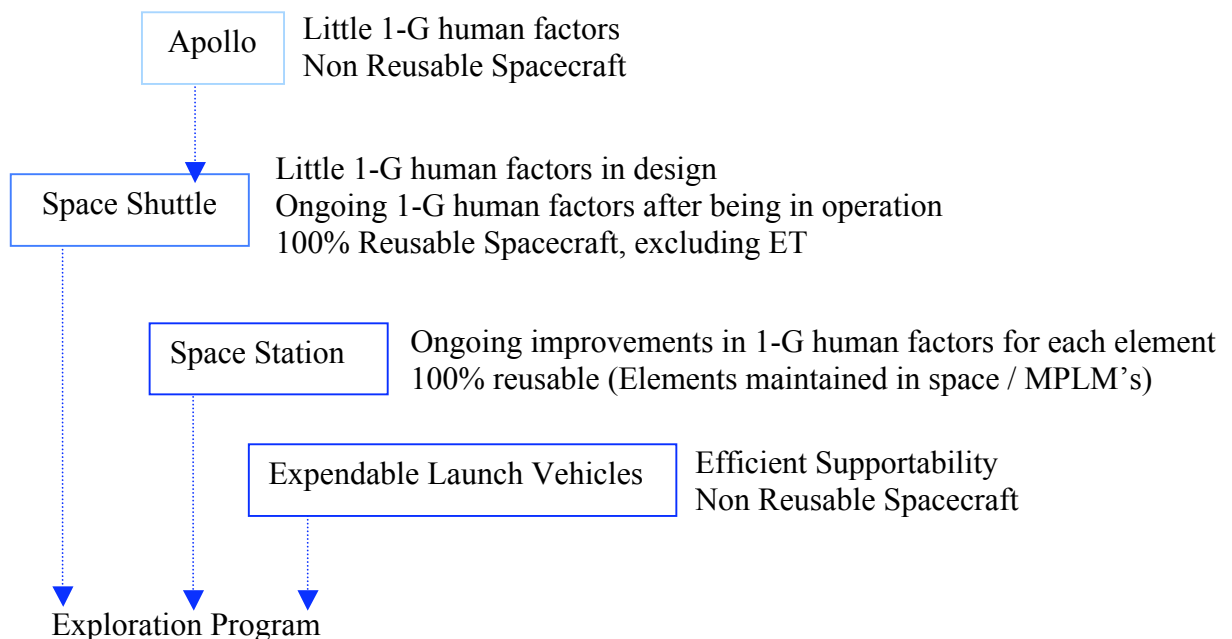 Apollo
Little 1-G human factors
Non Reusable Spacecraft
Space Shuttle
Little 1-G human factors in design
Ongoing 1-G human factors after being in operation
100% Reusable Spacecraft, excluding ET
Space Station
Ongoing improvements in 1-G human factors for each element
100% reusable (Elements maintained in space / MPLM’s)
Expendable Launch Vehicles
Efficient Supportability
Non Reusable Spacecraft
Exploration Program